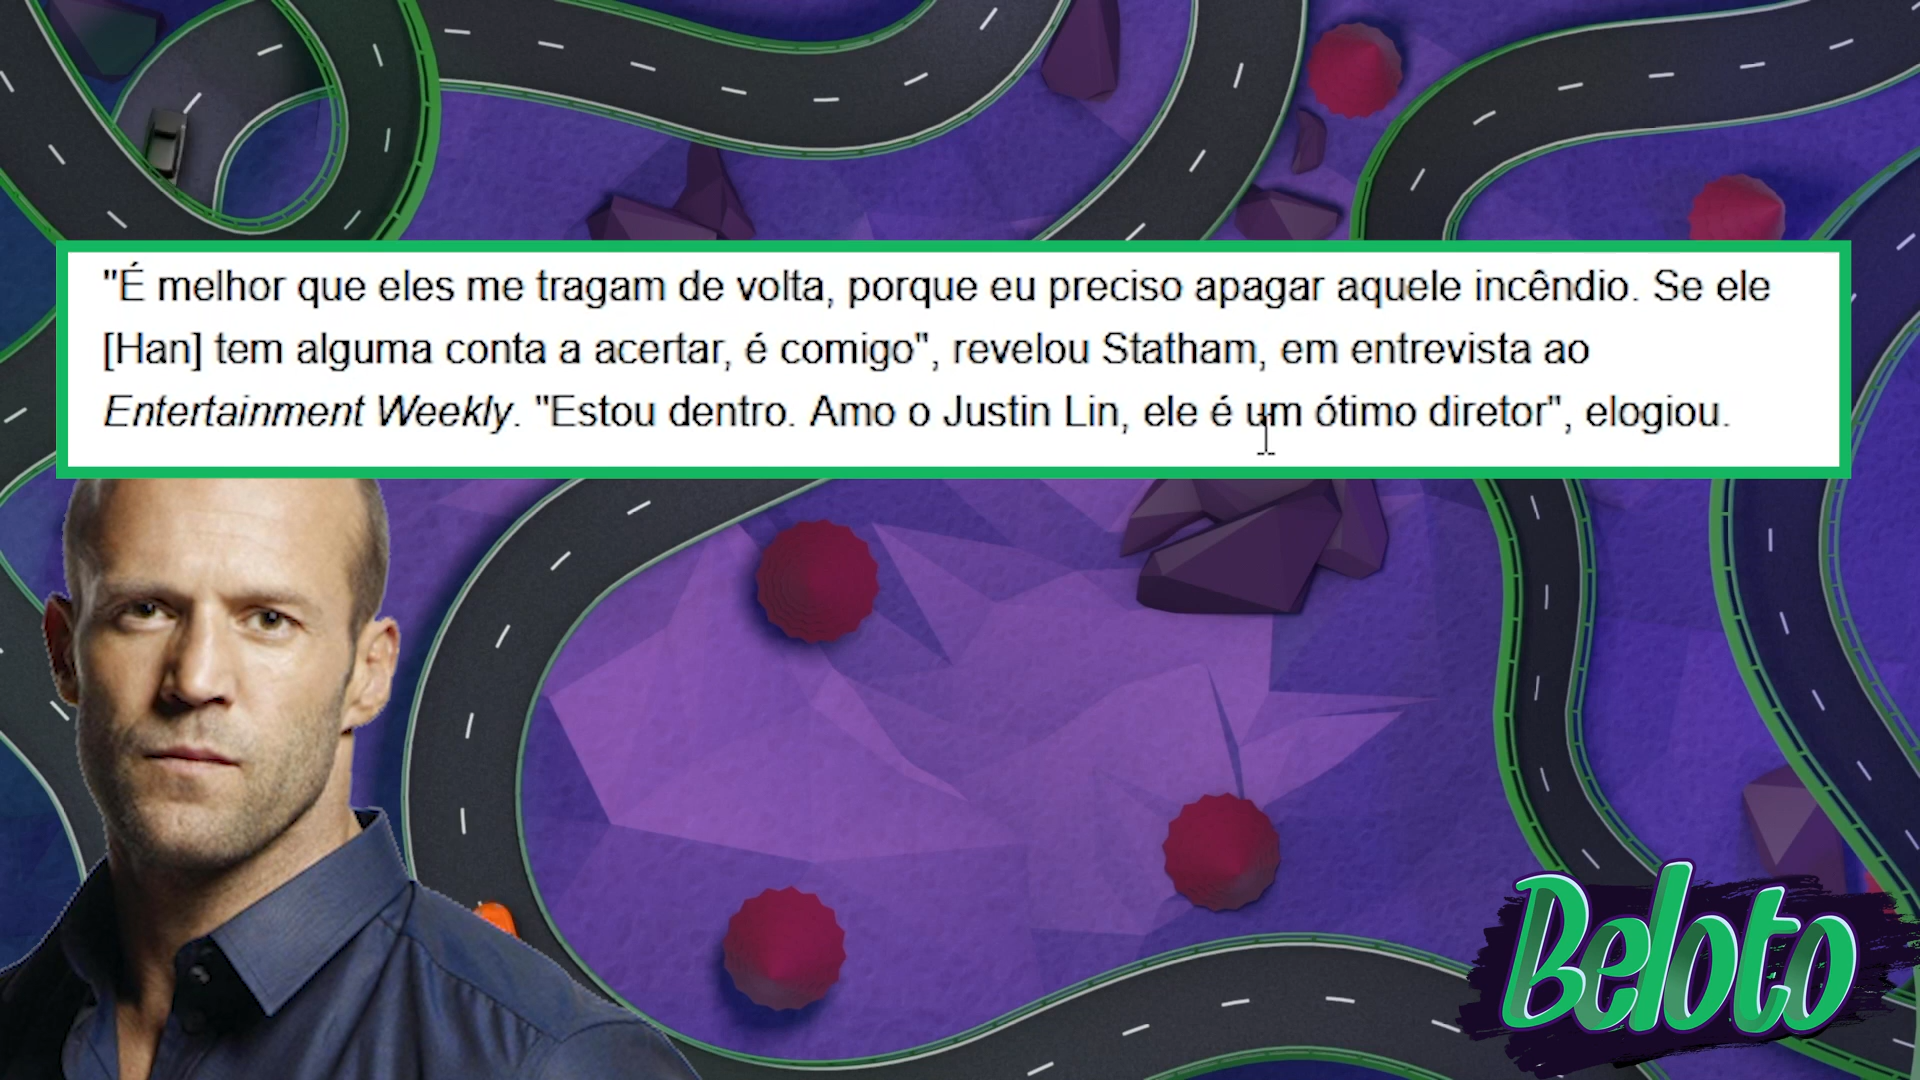 "É melhor que eles me tragam de volta, porque eu preciso apagar aquele incêndio. Se ele
[Han] tem alguma conta a acertar, é comigo", revelou Statham, em entrevista ao
Entertainment Weekly. "Estou dentro. Amo o Justin Lin, ele é um ótimo diretor", elogiou.
Beloto